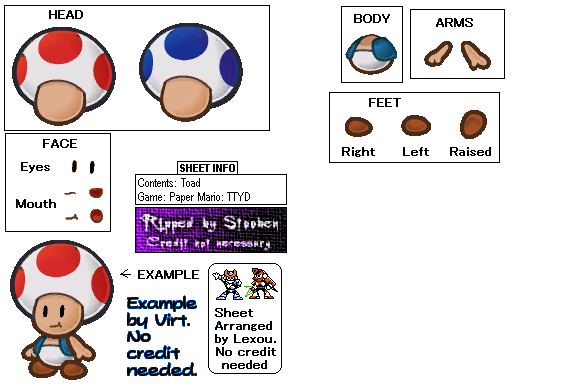 HEAD
BODY
ARMS
FEET
Right Left Raised
FACE
Eyes
Mouth
SHEET INFO
Contents: Toad
Game: Paper Mario: TTYD
Ripped by Stephen
Credit not necessary
← EXAMPLE
Example
by Virt.
No
credit
needed.
Sheet
Arranged
by Lexou.
No credit
needed